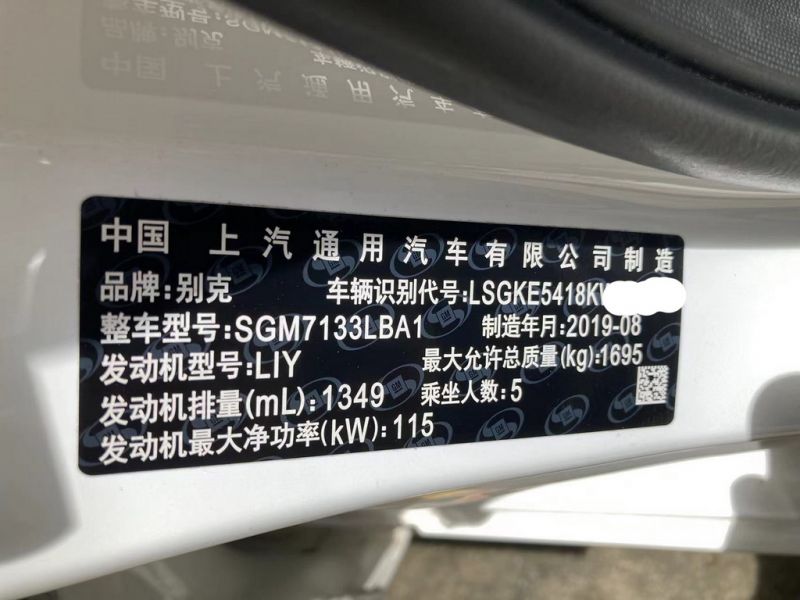 中国 上汽通用汽车有限公司制造
品牌:别克 车辆识别代号:LSGKE5418K
整车型号:SGM7133LBA1 制造年月:2019-08
发动机型号:LIY 最大允许总质量(kg):1695
发动机排量(mL):1349 乘坐人数:5
发动机最大净功率(kW):115